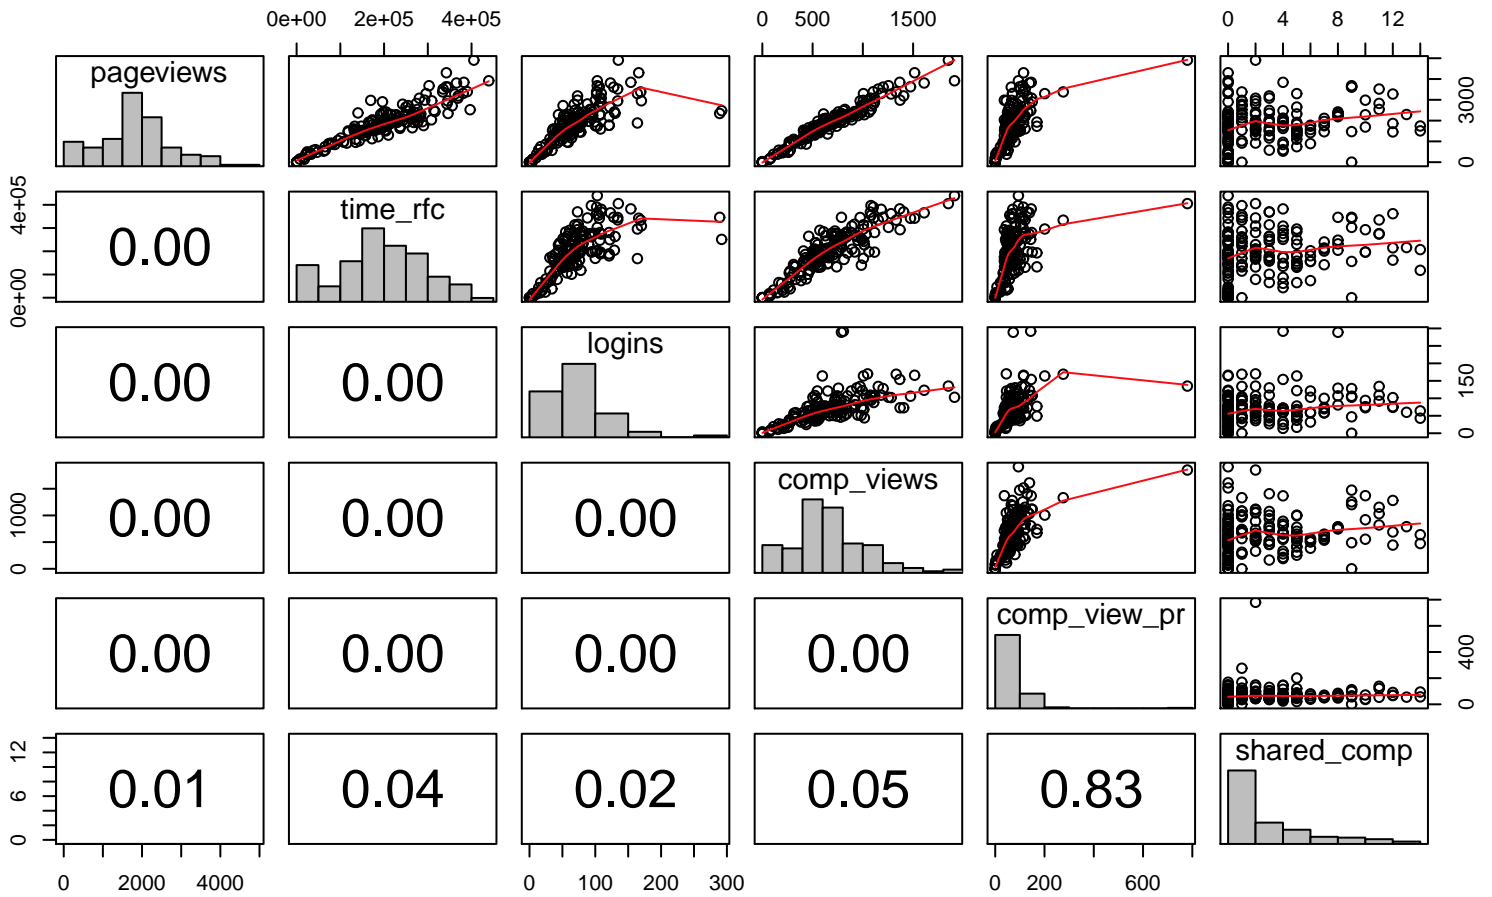 0e+00 2e+05 4e+05 0 500 1500 0 4 8 12
pageviews
0 3000
0e+00 4e+05
0.00
time_rfc
0.00 0.00
logins
0 150
0 1000
0.00 0.00 0.00
comp_views
0.00 0.00 0.00 0.00
comp_view_pr
0 400
0 6 12
0.01 0.04 0.02 0.05 0.83
shared_comp
0 2000 4000 0 100 200 300 0 200 600